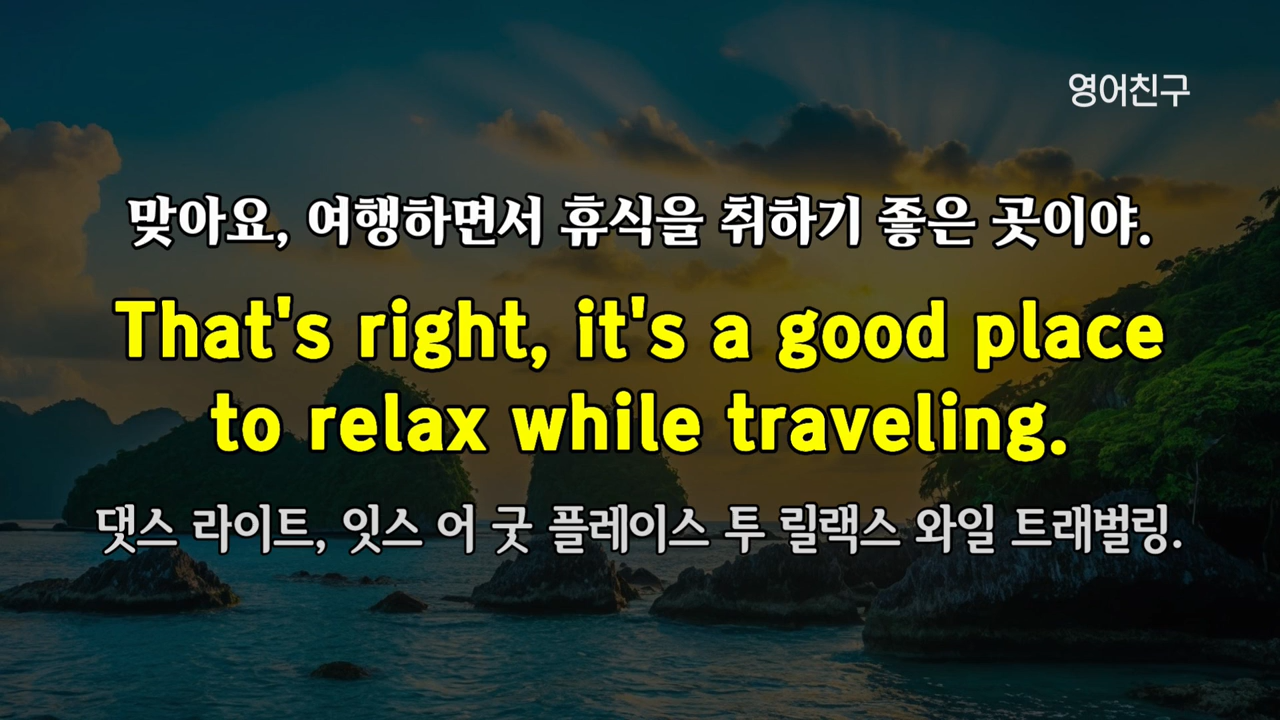 영어친구
맞아요, 여행하면서 휴식을 취하기 좋은 곳이야.
That's right, it's a good place
to relax while traveling.
댓스 라이트, 잇스 어 굿 플레이스 투 릴랙스 와일 트래벌링.